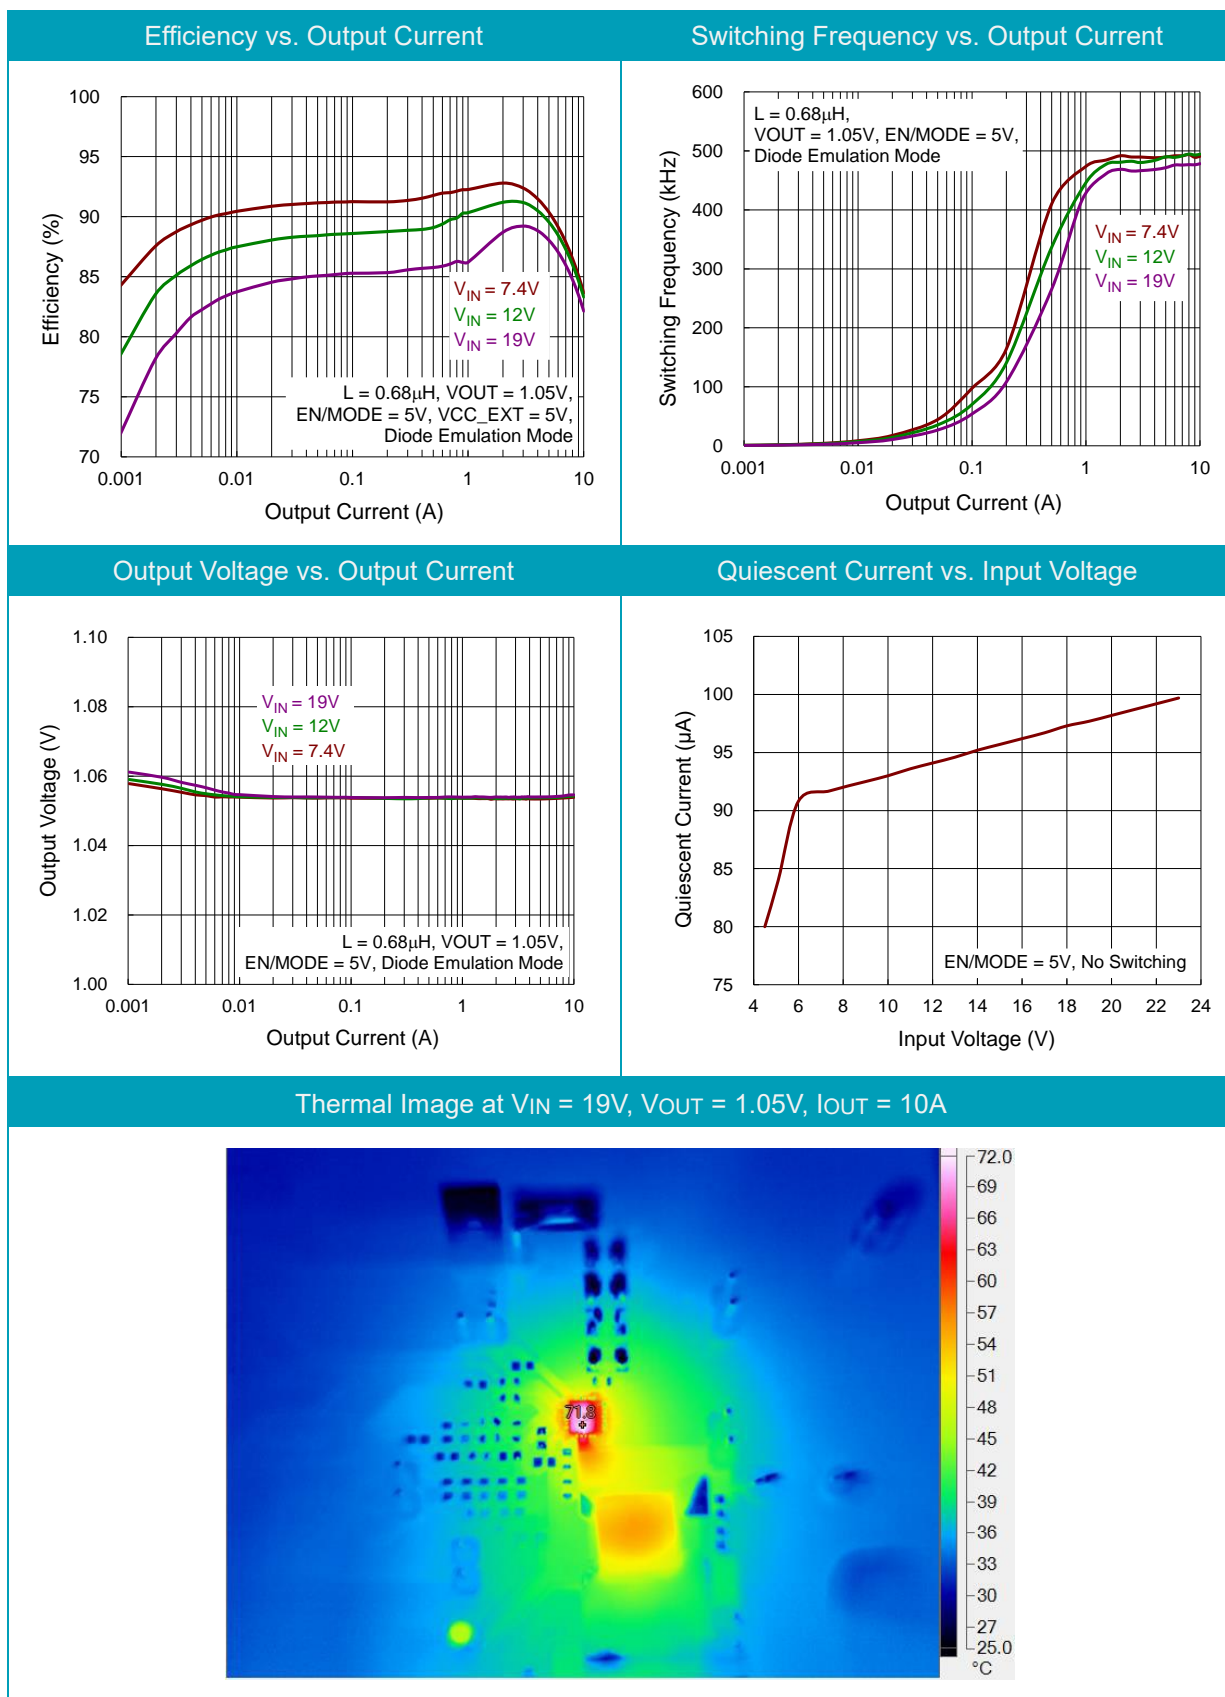 Efficiency vs. Output Current
Switching Frequency vs. Output Current
100
95
90
85
80
75
70
Efficiency (%)
VIN = 7.4V
VIN = 12V
VIN = 19V
L = 0.68μH, VOUT = 1.05V,
EN/MODE = 5V, VCC_EXT = 5V,
Diode Emulation Mode
0.001 0.01 0.1 1 10
Output Current (A)
600
500
400
300
200
100
0
Switching Frequency (kHz)
L = 0.68μH,
VOUT = 1.05V, EN/MODE = 5V,
Diode Emulation Mode
VIN = 7.4V
VIN = 12V
VIN = 19V
0.001 0.01 0.1 1 10
Output Current (A)
Output Voltage vs. Output Current
Quiescent Current vs. Input Voltage
1.10
1.08
1.06
1.04
1.02
1.00
Output Voltage (V)
VIN = 19V
VIN = 12V
VIN = 7.4V
L = 0.68μH, VOUT = 1.05V,
EN/MODE = 5V, Diode Emulation Mode
0.001 0.01 0.1 1 10
Output Current (A)
105
100
95
90
85
80
75
Quiescent Current (μA)
EN/MODE = 5V, No Switching
4 6 8 10 12 14 16 18 20 22 24
Input Voltage (V)
Thermal Image at VIN = 19V, VOUT = 1.05V, IOUT = 10A
71.8
72.0
69
66
63
60
57
54
51
48
45
42
39
36
33
30
27
25.0
°C